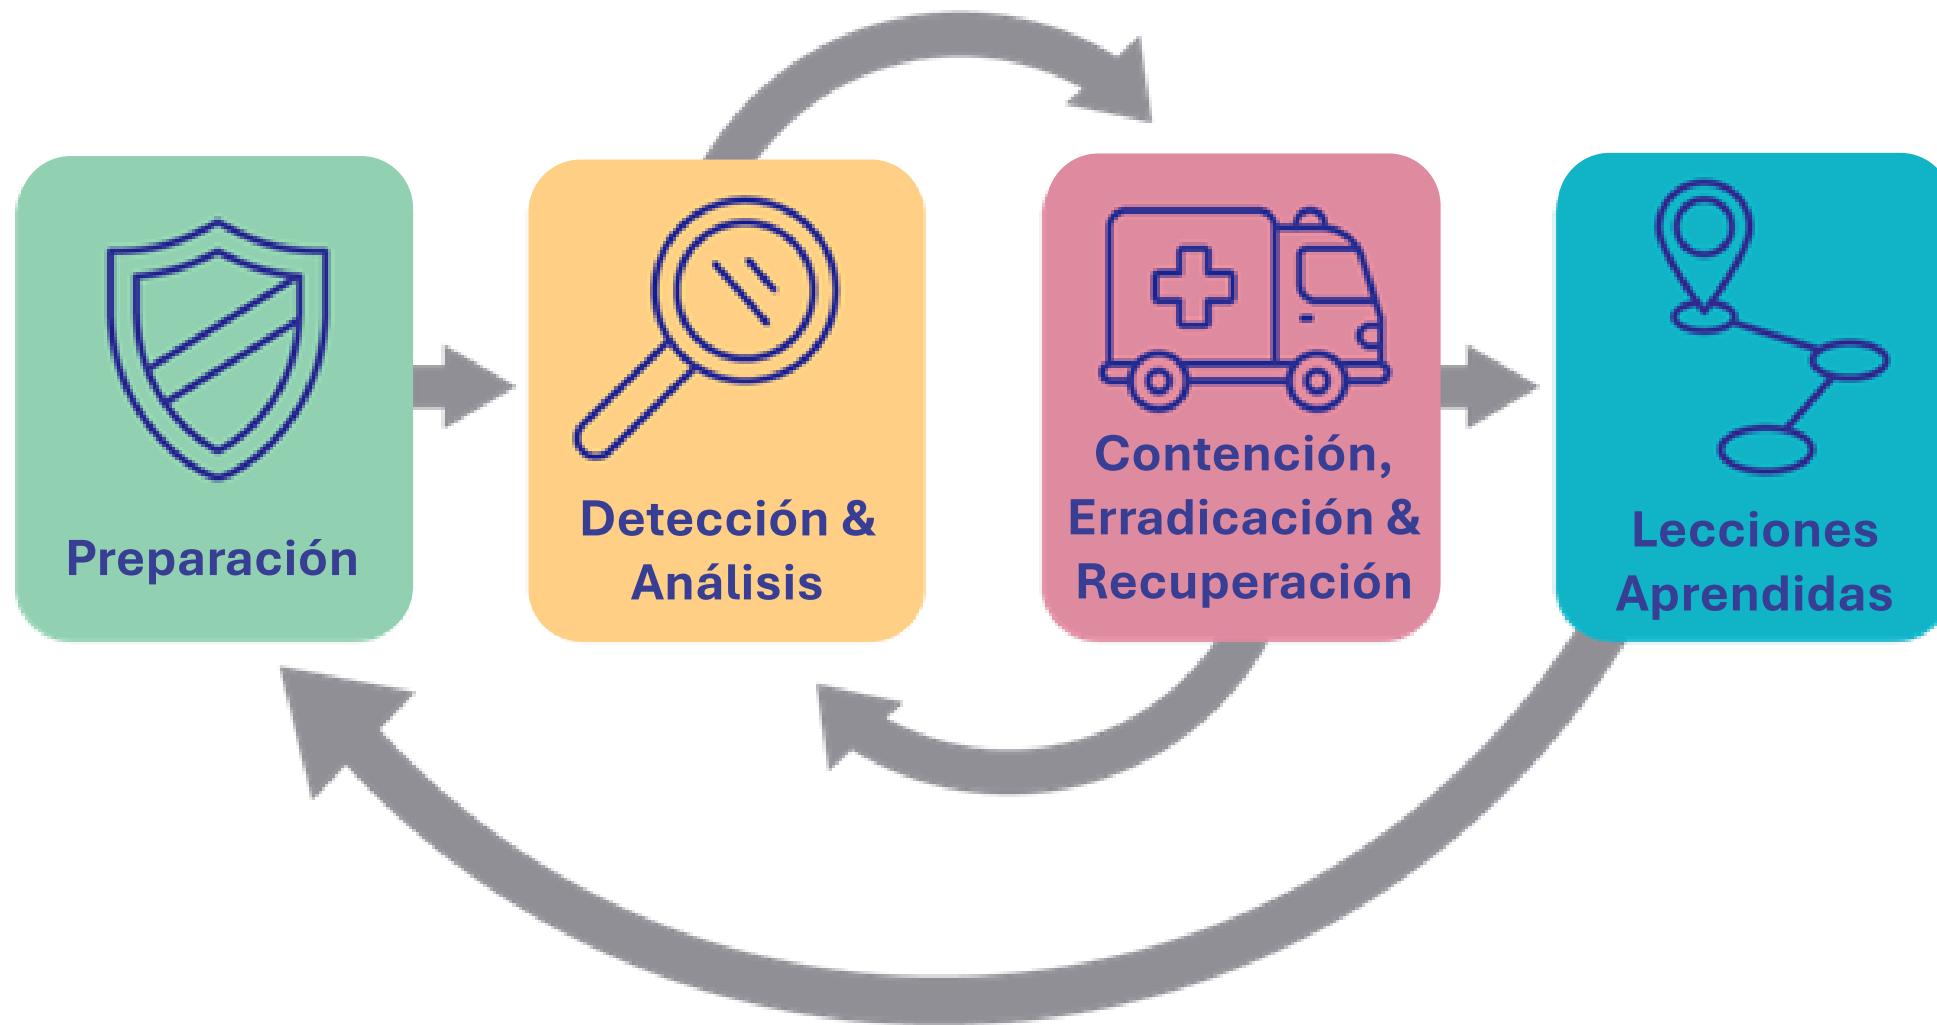 Preparación
Detección &
Análisis
Contención,
Erradicación &
Recuperación
Lecciones
Aprendidas